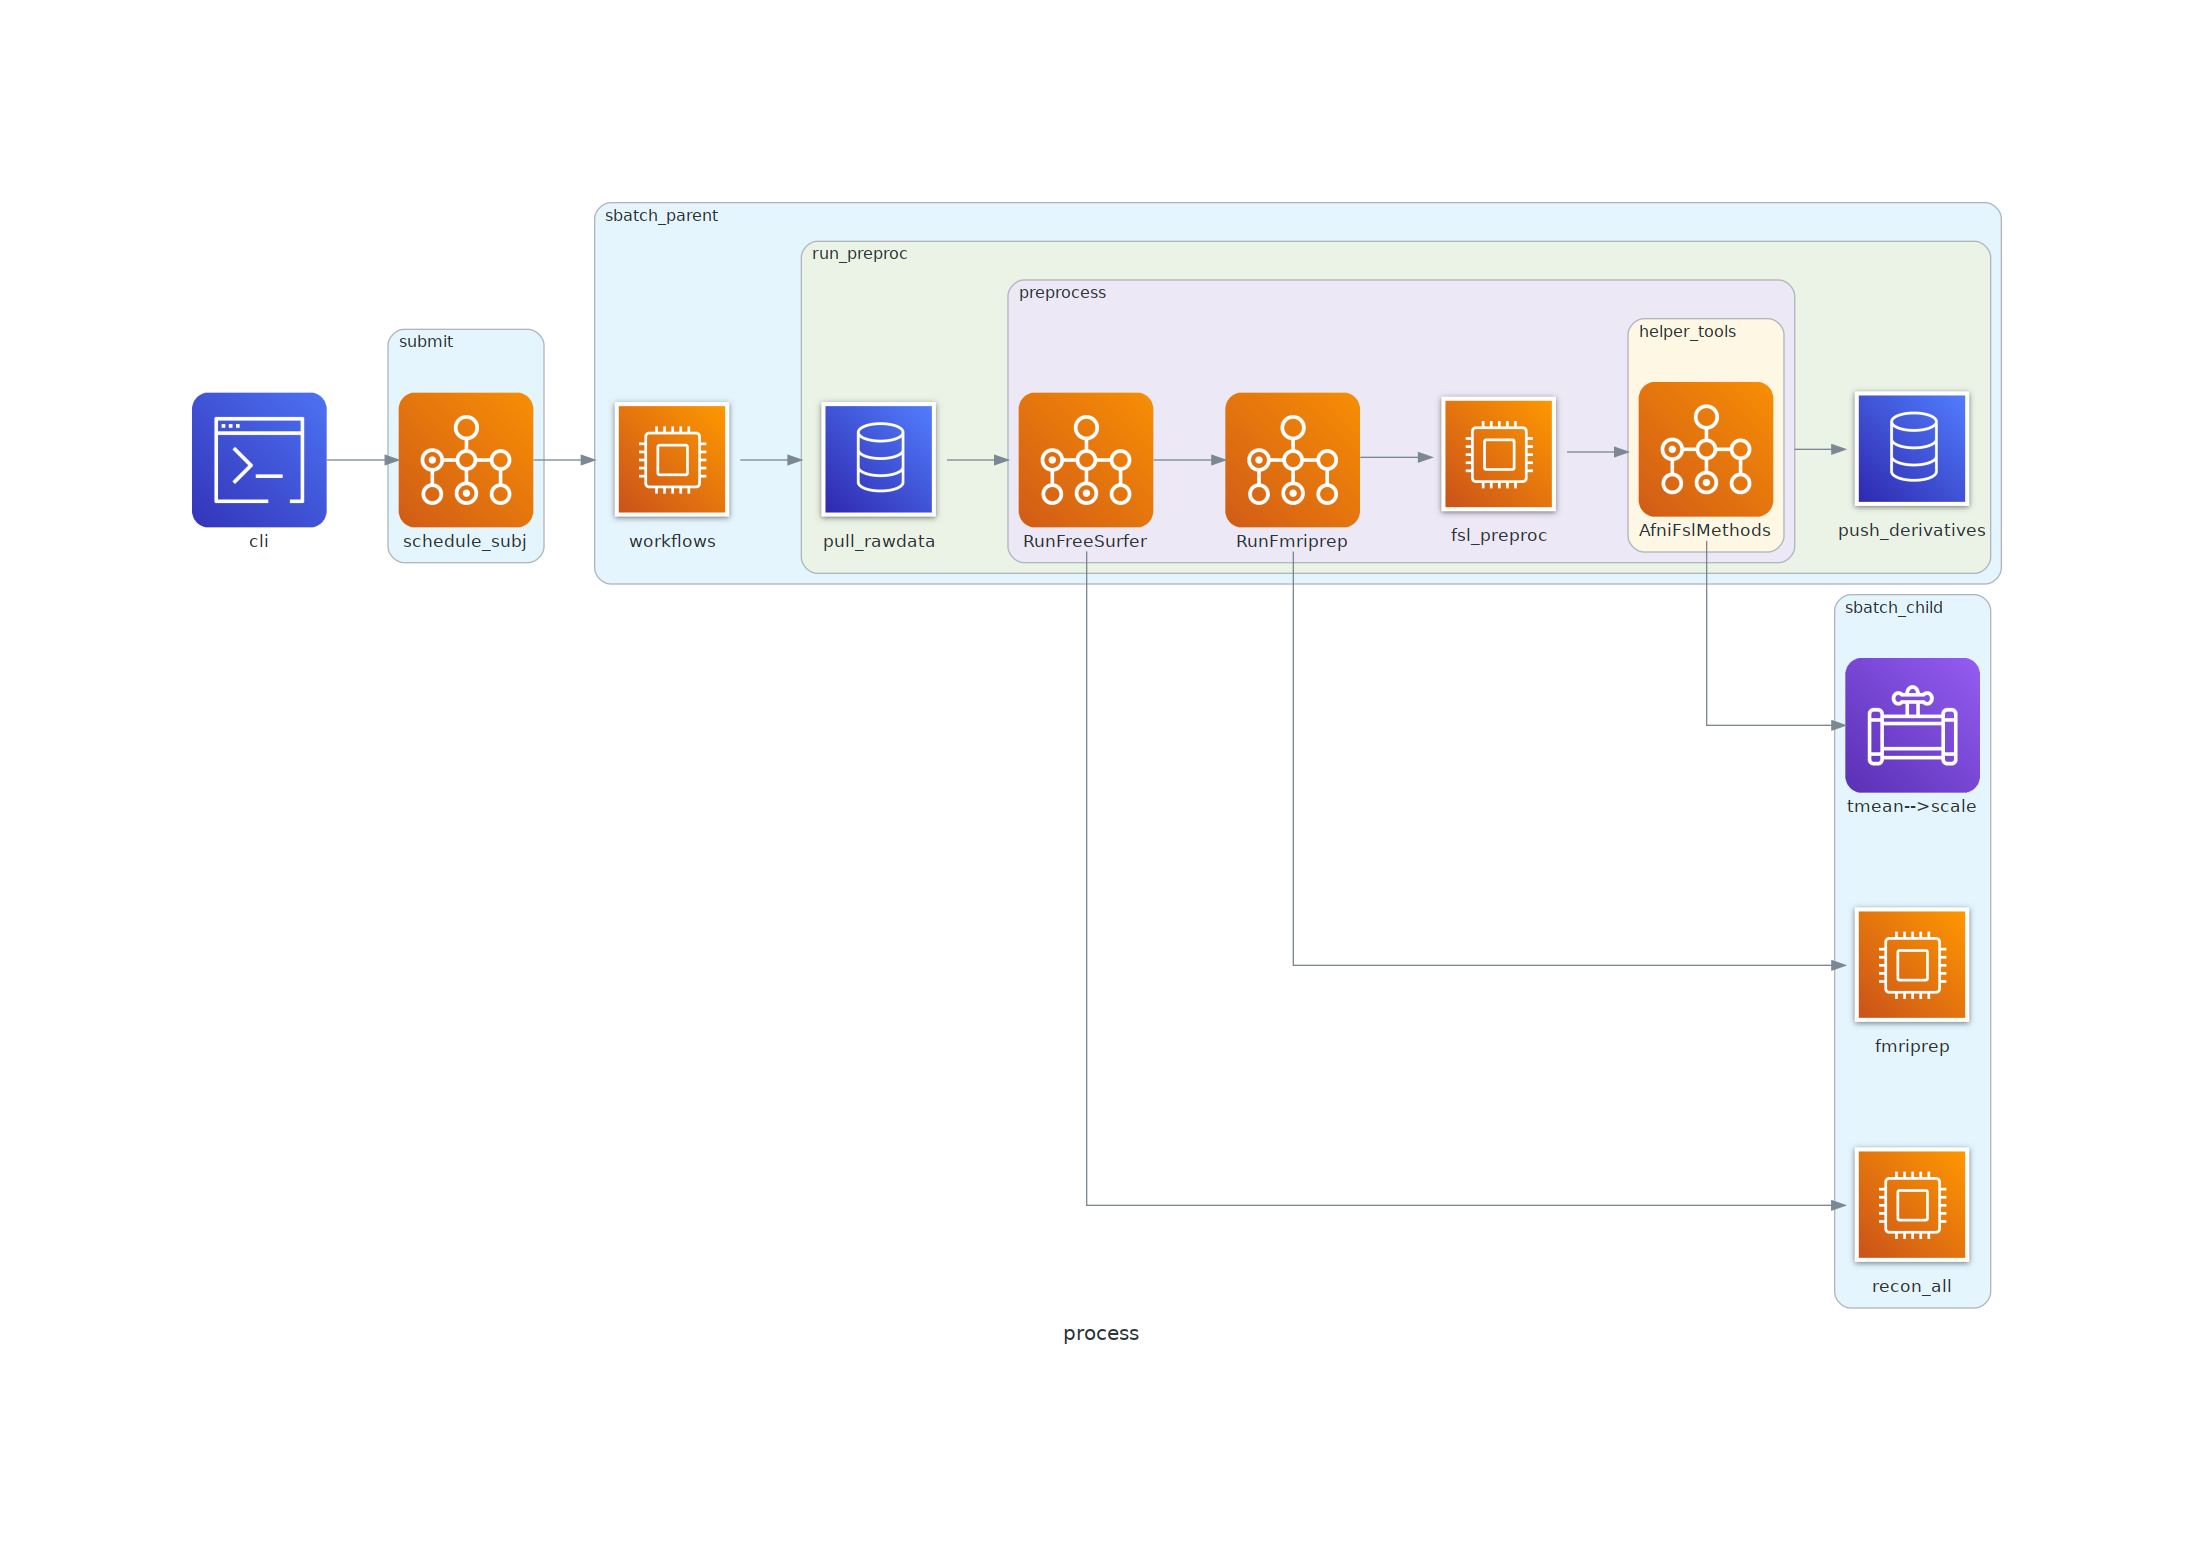 sbatch_parent
run_preproc
preprocess
helper_tools
submit
cli
schedule_subj
workflows
pull_rawdata
RunFreeSurfer
RunFmriprep
fsl_preproc
AfniFslMethods
push_derivatives
sbatch_child
tmean-->scale
fmriprep
recon_all
process